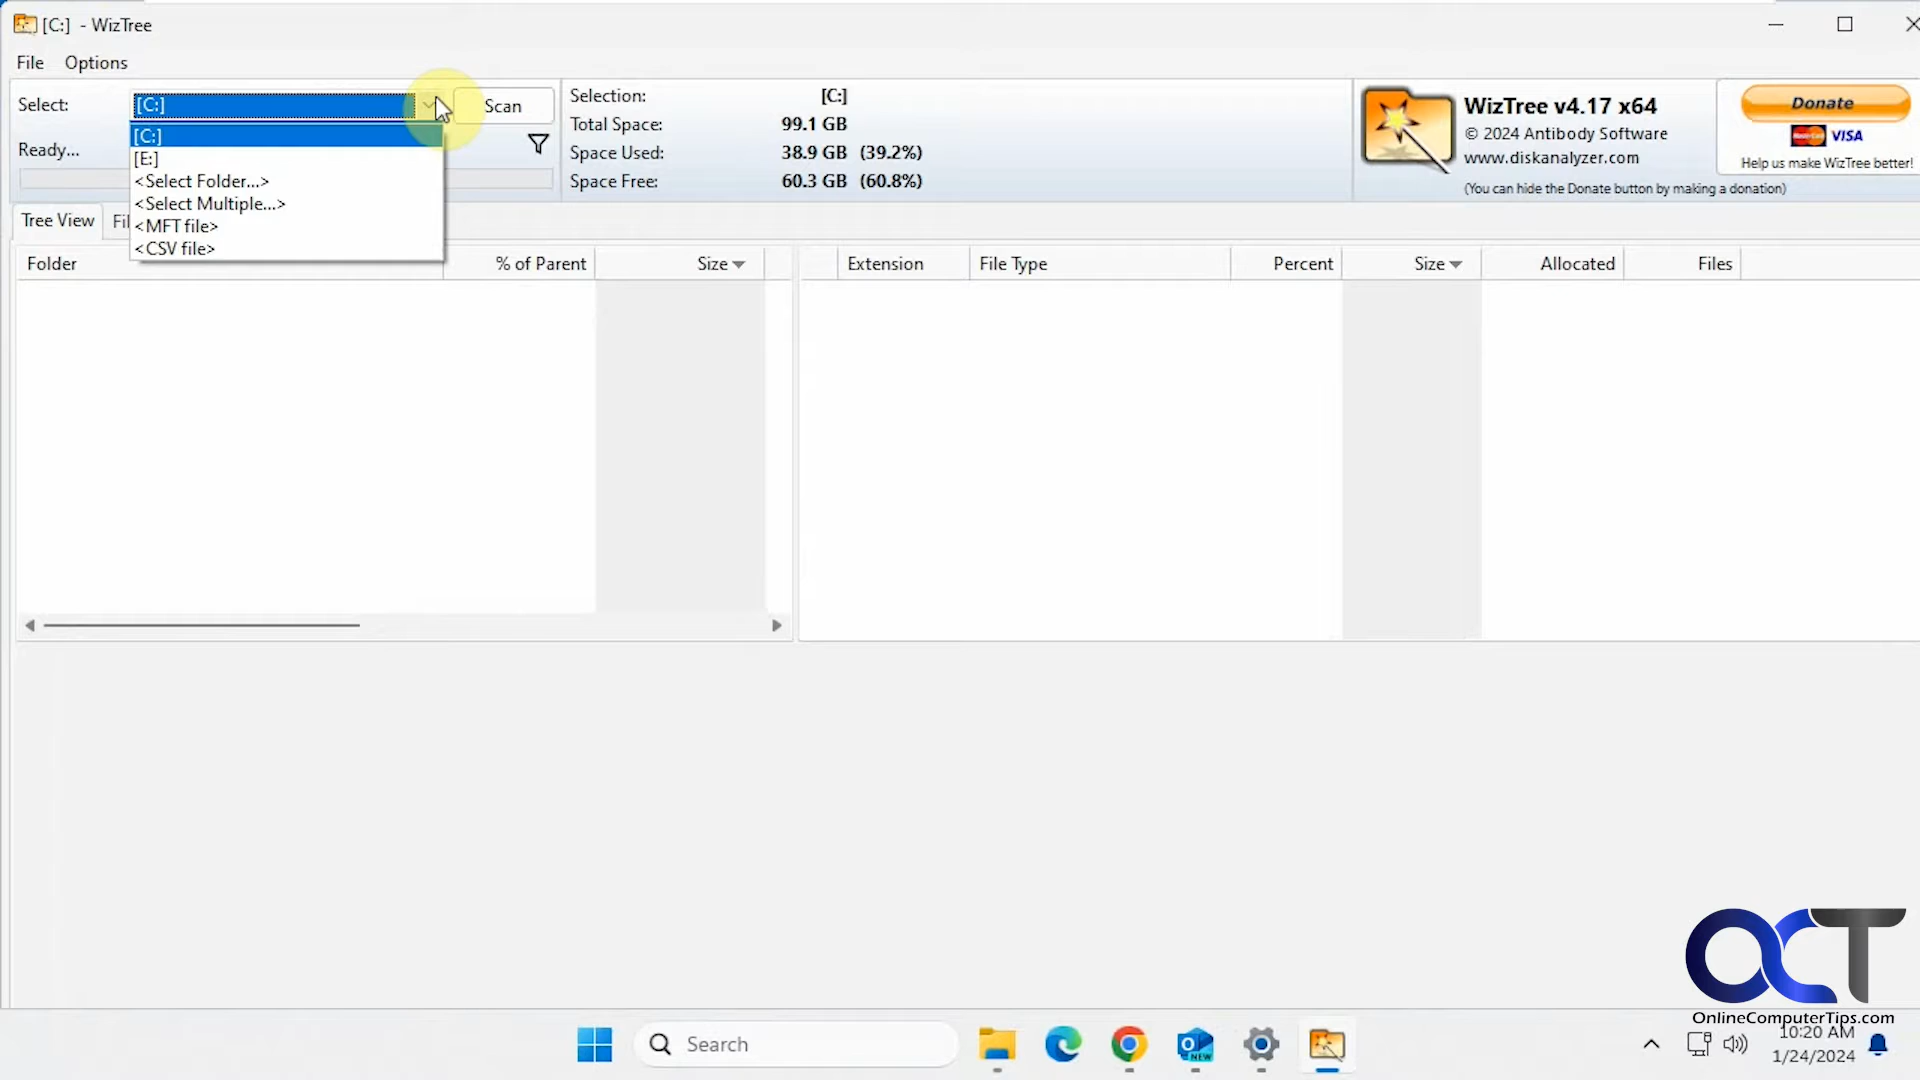 [C:] - WizTree
File Options
Select: [C:] Scan
[C:]
[E:]
<Select Folder...>
<Select Multiple...>
<MFT file>
<CSV file>
Ready...
Selection: [C:]
Total Space: 99.1 GB
Space Used: 38.9 GB (39.2%)
Space Free: 60.3 GB (60.8%)
WizTree v4.17 x64
© 2024 Antibody Software
www.diskanalyzer.com
(You can hide the Donate button by making a donation)
Donate
MasterCard VISA
Help us make WizTree better!
Tree View Fil
Folder % of Parent Size
Extension File Type Percent Size Allocated Files
OCT
OnlineComputerTips.com
Search
NEW
10:20 AM
1/24/2024